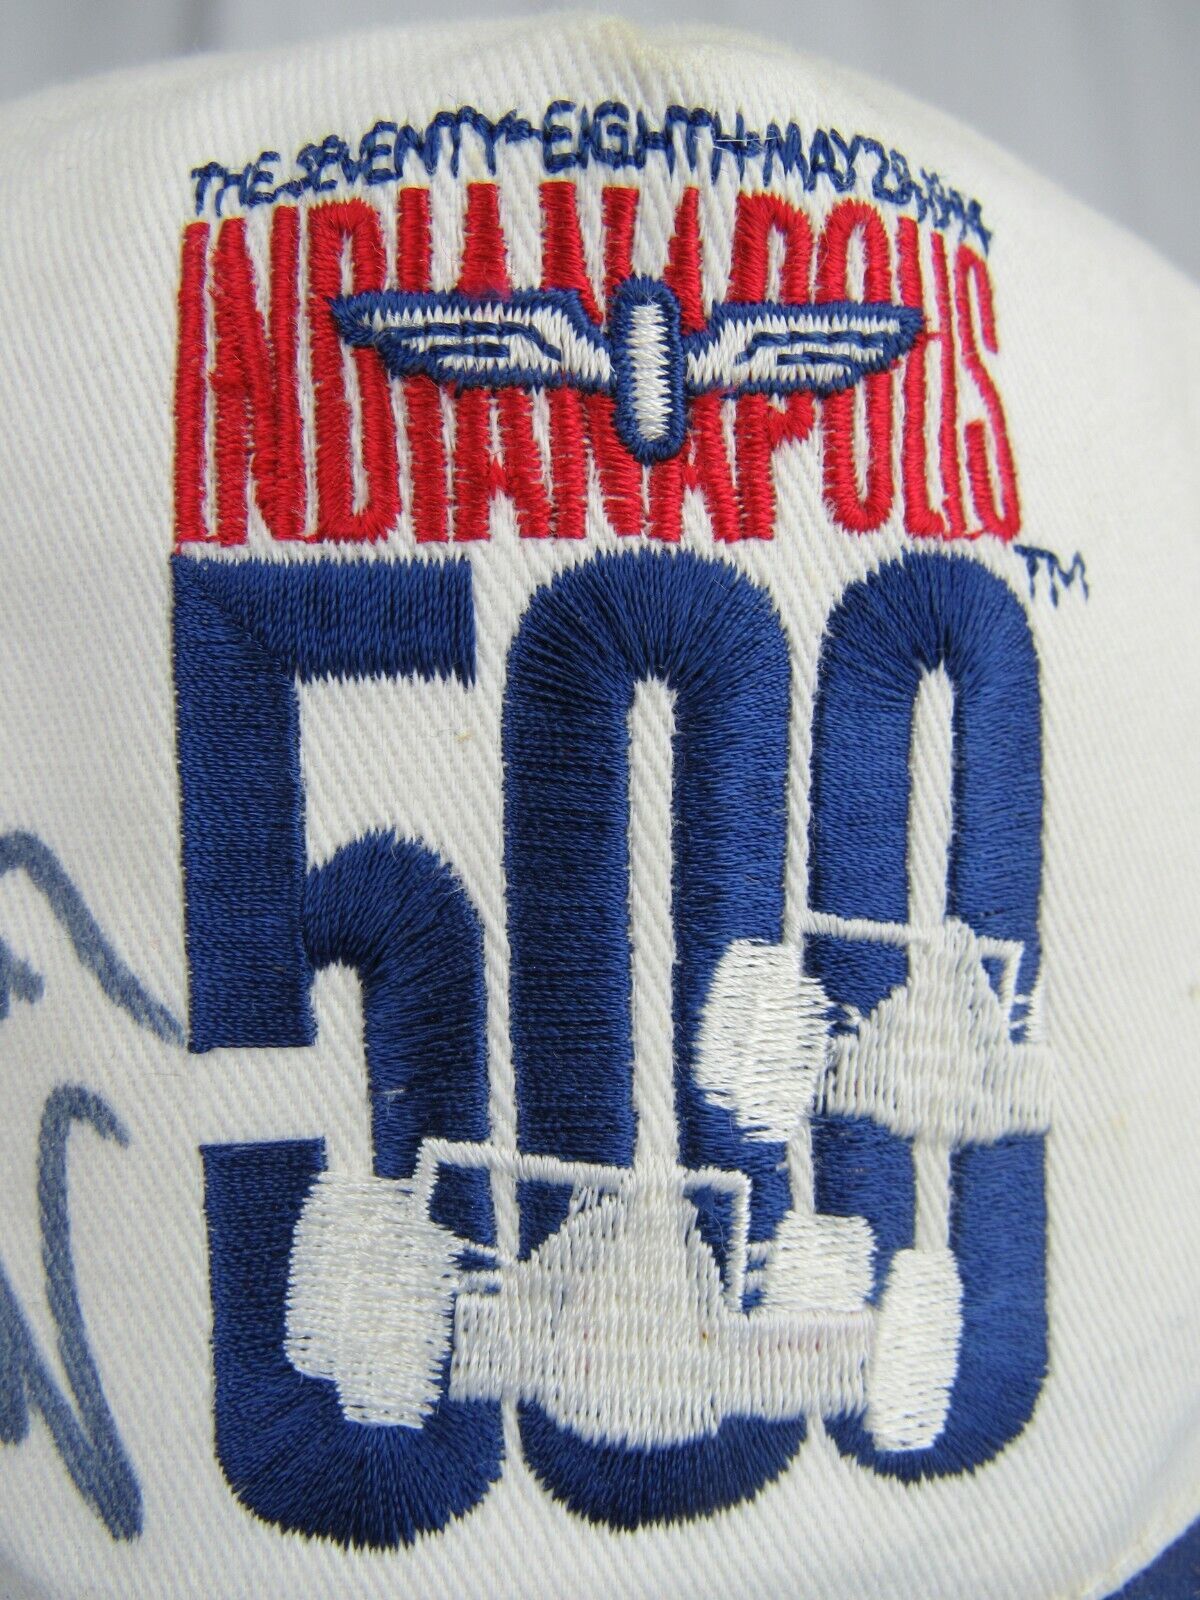 THE SEVENTY-EIGHTH•MAY 29, 1994
INDIANAPOLIS
500 TM